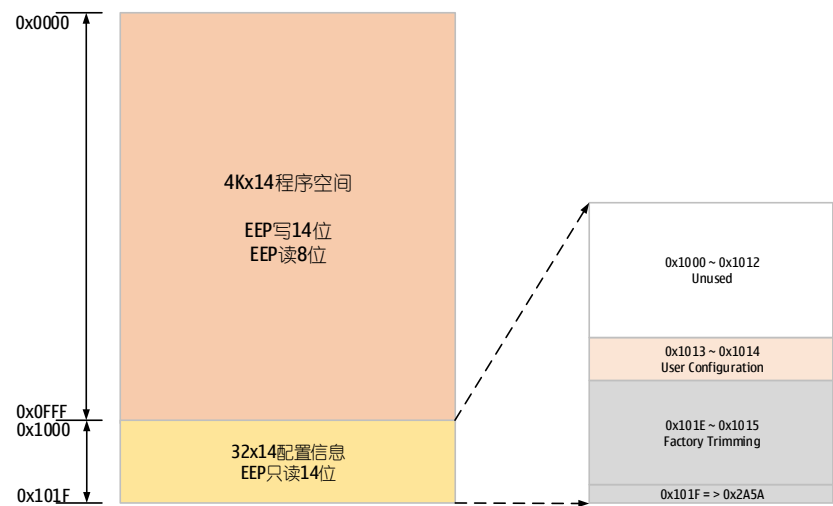 0x0000
4Kx14程序空间
EEP写14位
EEP读8位
0x0FFF
0x1000
32x14配置信息
EEP只读14位
0x101F
0x1000 ~ 0x1012
Unused
0x1013 ~ 0x1014
User Configuration
0x101E ~ 0x1015
Factory Trimming
0x101F = > 0x2A5A